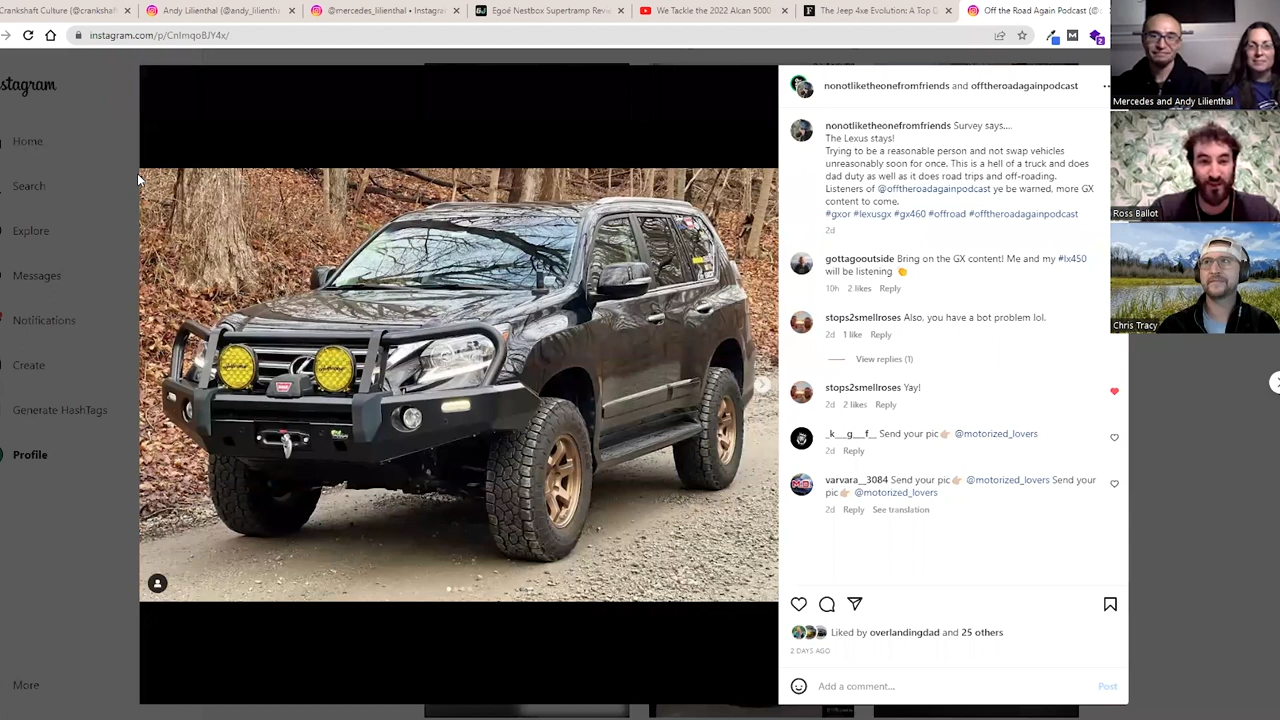 Crankshaft Culture [@crankshaft
Andy Lilienthal (@andy_lilienthal
@mercedes_lilienthal • Instagram
Egoé Nestbox Supertramp Revie
We Tackle the 2022 Alcan 5000
The Jeep 4xe Evolution: A Top D
Off the Road Again Podcast (@o
instagram.com/p/CnImqoBJY4x/
stagram
Home
Search
Explore
Messages
Notifications
Create
Generate HashTags
Profile
More
WARN
nonotliketheonefromfriends and offtheroadagainpodcast
nonotliketheonefromfriends Survey says....
The Lexus stays!
Trying to be a reasonable person and not swap vehicles
unreasonably soon for once. This is a hell of a truck and does
dad duty as well as it does road trips and off-roading.
Listeners of @offtheroadagainpodcast ye be warned, more GX
content to come.
#gxor #lexusgx #gx460 #offroad #offtheroadagainpodcast
2d
gottagooutside Bring on the GX content! Me and my #lx450
will be listening 👏
10h 2 likes Reply
stops2smellroses Also, you have a bot problem lol.
2d 1 like Reply
View replies (1)
stops2smellroses Yay!
2d 2 likes Reply
_k___g___f__ Send your pic👉🏼 @motorized_lovers
2d Reply
varvara__3084 Send your pic👉🏼 @motorized_lovers Send your
pic👉🏼 @motorized_lovers
2d Reply See translation
Liked by overlandingdad and 25 others
2 DAYS AGO
Add a comment...
Post
Mercedes and Andy Lilienthal
Ross Ballot
Chris Tracy